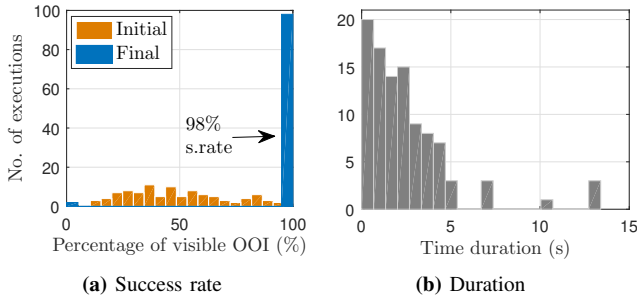 No. of executions
100
80
60
40
20
0
Initial
Final
98%
s.rate
0
50
100
Percentage of visible OOI (%)
(a) Success rate
20
15
10
5
0
0
5
10
15
Time duration (s)
(b) Duration